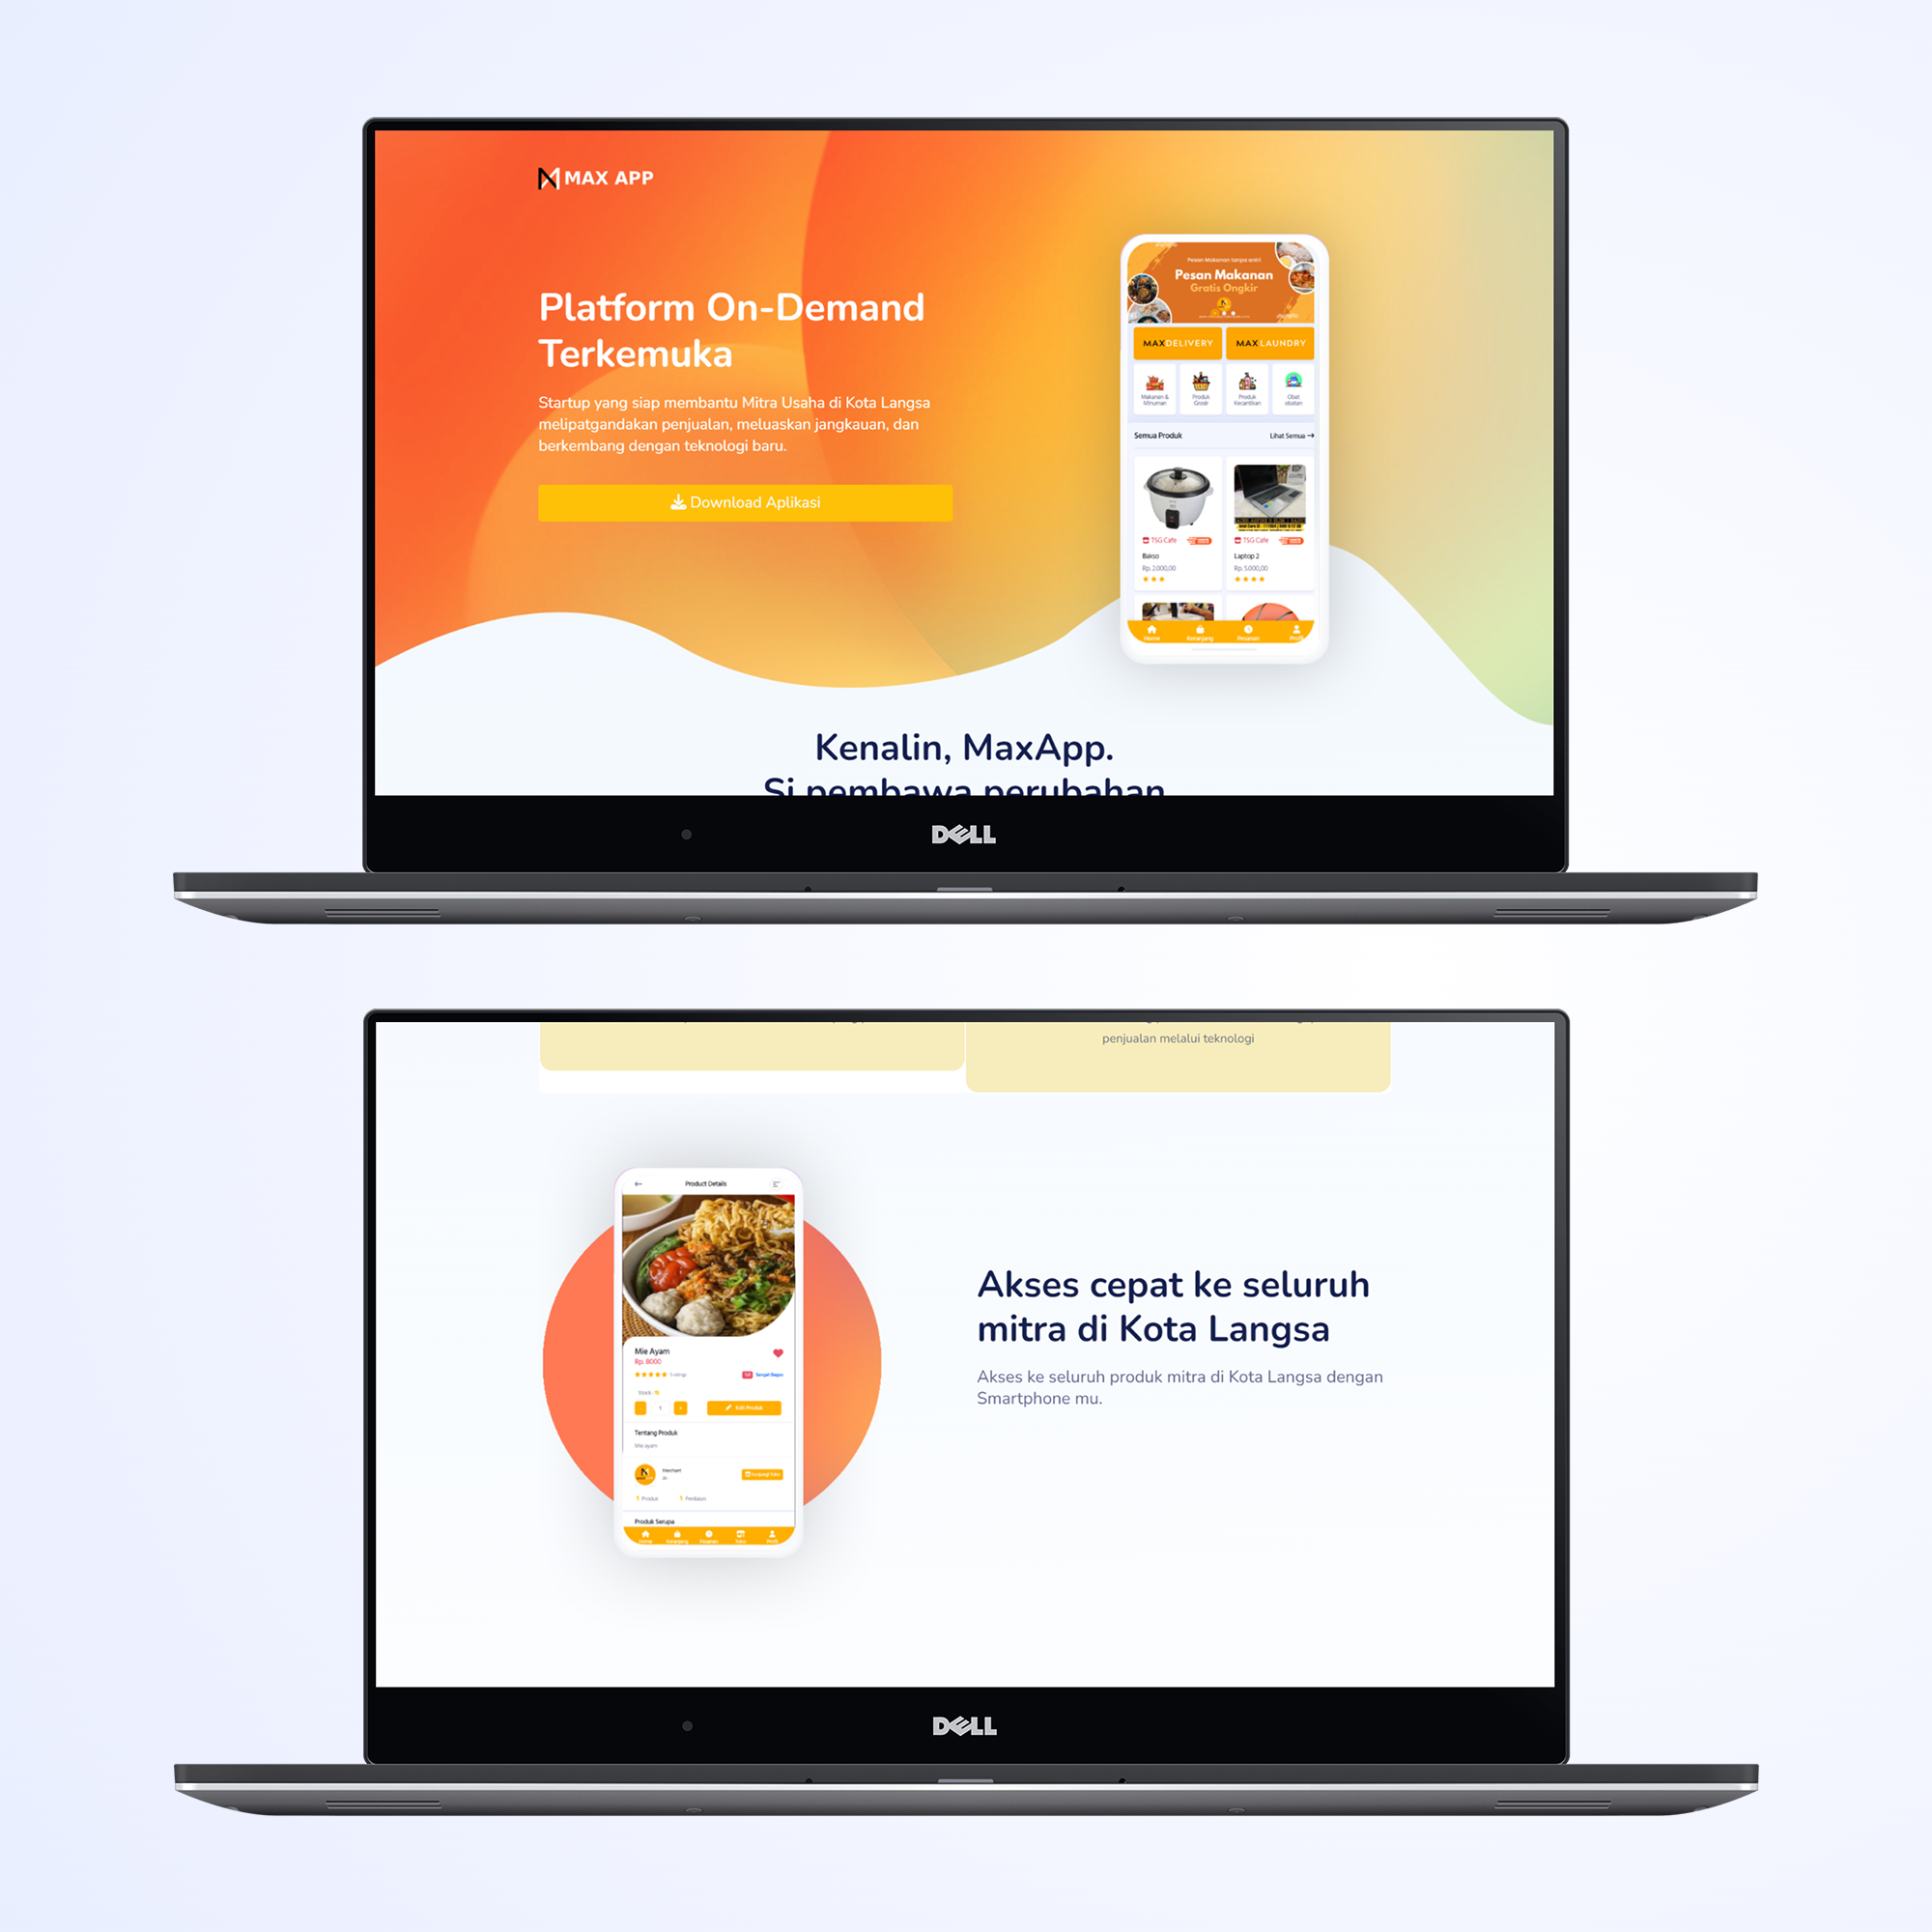 MAX APP
Platform On-Demand
Terkemuka
Startup yang siap membantu Mitra Usaha di Kota Langsa
melipatgandakan penjualan, meluaskan jangkauan, dan
berkembang dengan teknologi baru.
Download Aplikasi
Pesan Makanan tanpa antri!
Pesan Makanan
Gratis Ongkir
MAXDELIVERY
MAX LAUNDRY
Makanan &
Minuman
Produk
Grosir
Produk
Kecantikan
Obat
obatan
Semua Produk
Lihat Semua →
TSG Cafe
TSG Cafe
Bakso
Laptop 2
Rp. 2.000,00
Rp. 5.000,00
Home
Keranjang
Pesanan
Profil
Kenalin, MaxApp.
Si pembawa perubahan
DELL
penjualan melalui teknologi
Product Details
Mie Ayam
Rp. 8000
Stock :
1
Edit Produk
Tentang Produk
Mie ayam
Merchant
Produk
Penilaian
Produk Serupa
Home
Keranjang
Pesanan
Toko
Profil
Akses cepat ke seluruh
mitra di Kota Langsa
Akses ke seluruh produk mitra di Kota Langsa dengan
Smartphone mu.
DELL